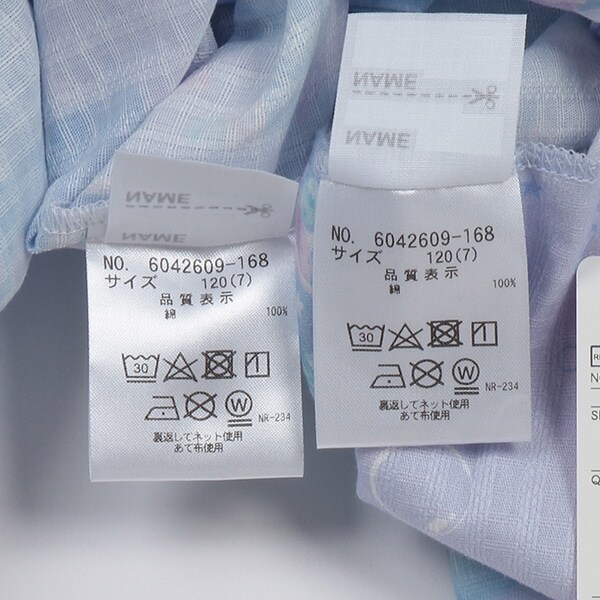 NAME
NAME
NO. 6042609-168
サイズ 120(7)
品質表示
綿 100%
30
NR-234
W
裏返してネット使用
あて布使用
NAME
NAME
NO. 6042609-168
サイズ 120(7)
品質表示
綿 100%
30
W
NR-234
裏返してネット使用
あて布使用